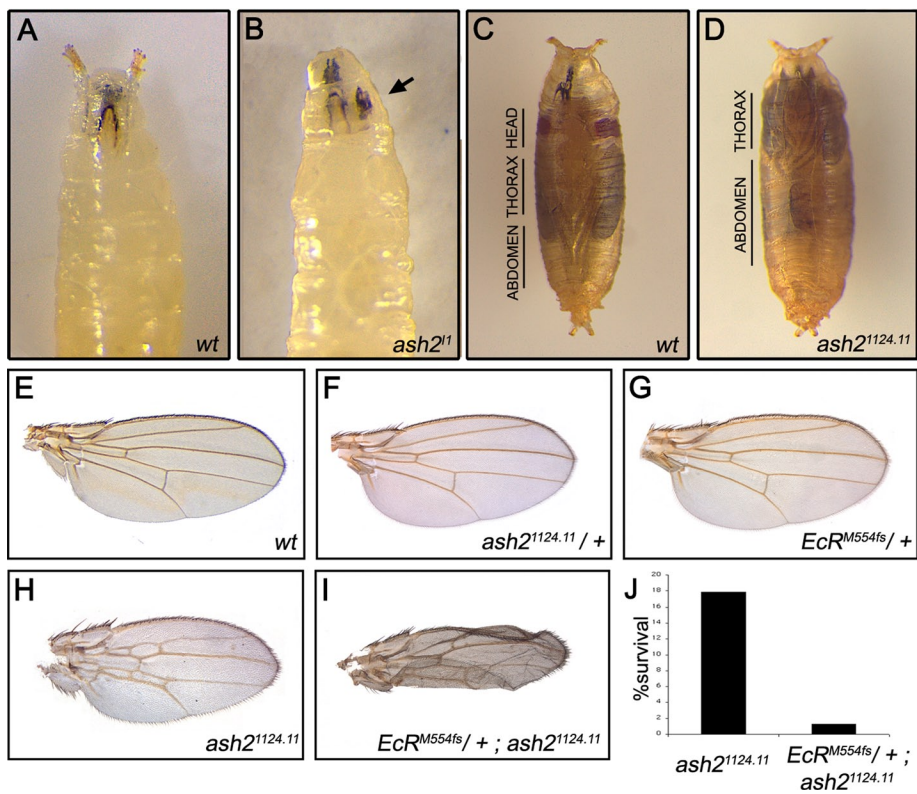 A
B
C
D
HEAD
THORAX
ABDOMEN
THORAX
ABDOMEN
wt
ash2^l1
wt
ash2^1124.11
E
F
G
wt
ash2^1124.11 / +
EcR^M554fs / +
H
I
J
ash2^1124.11
EcR^M554fs / + ; ash2^1124.11
%survival
20
18
16
14
12
10
8
6
4
2
0
ash2^1124.11
EcR^M554fs / + ;
ash2^1124.11